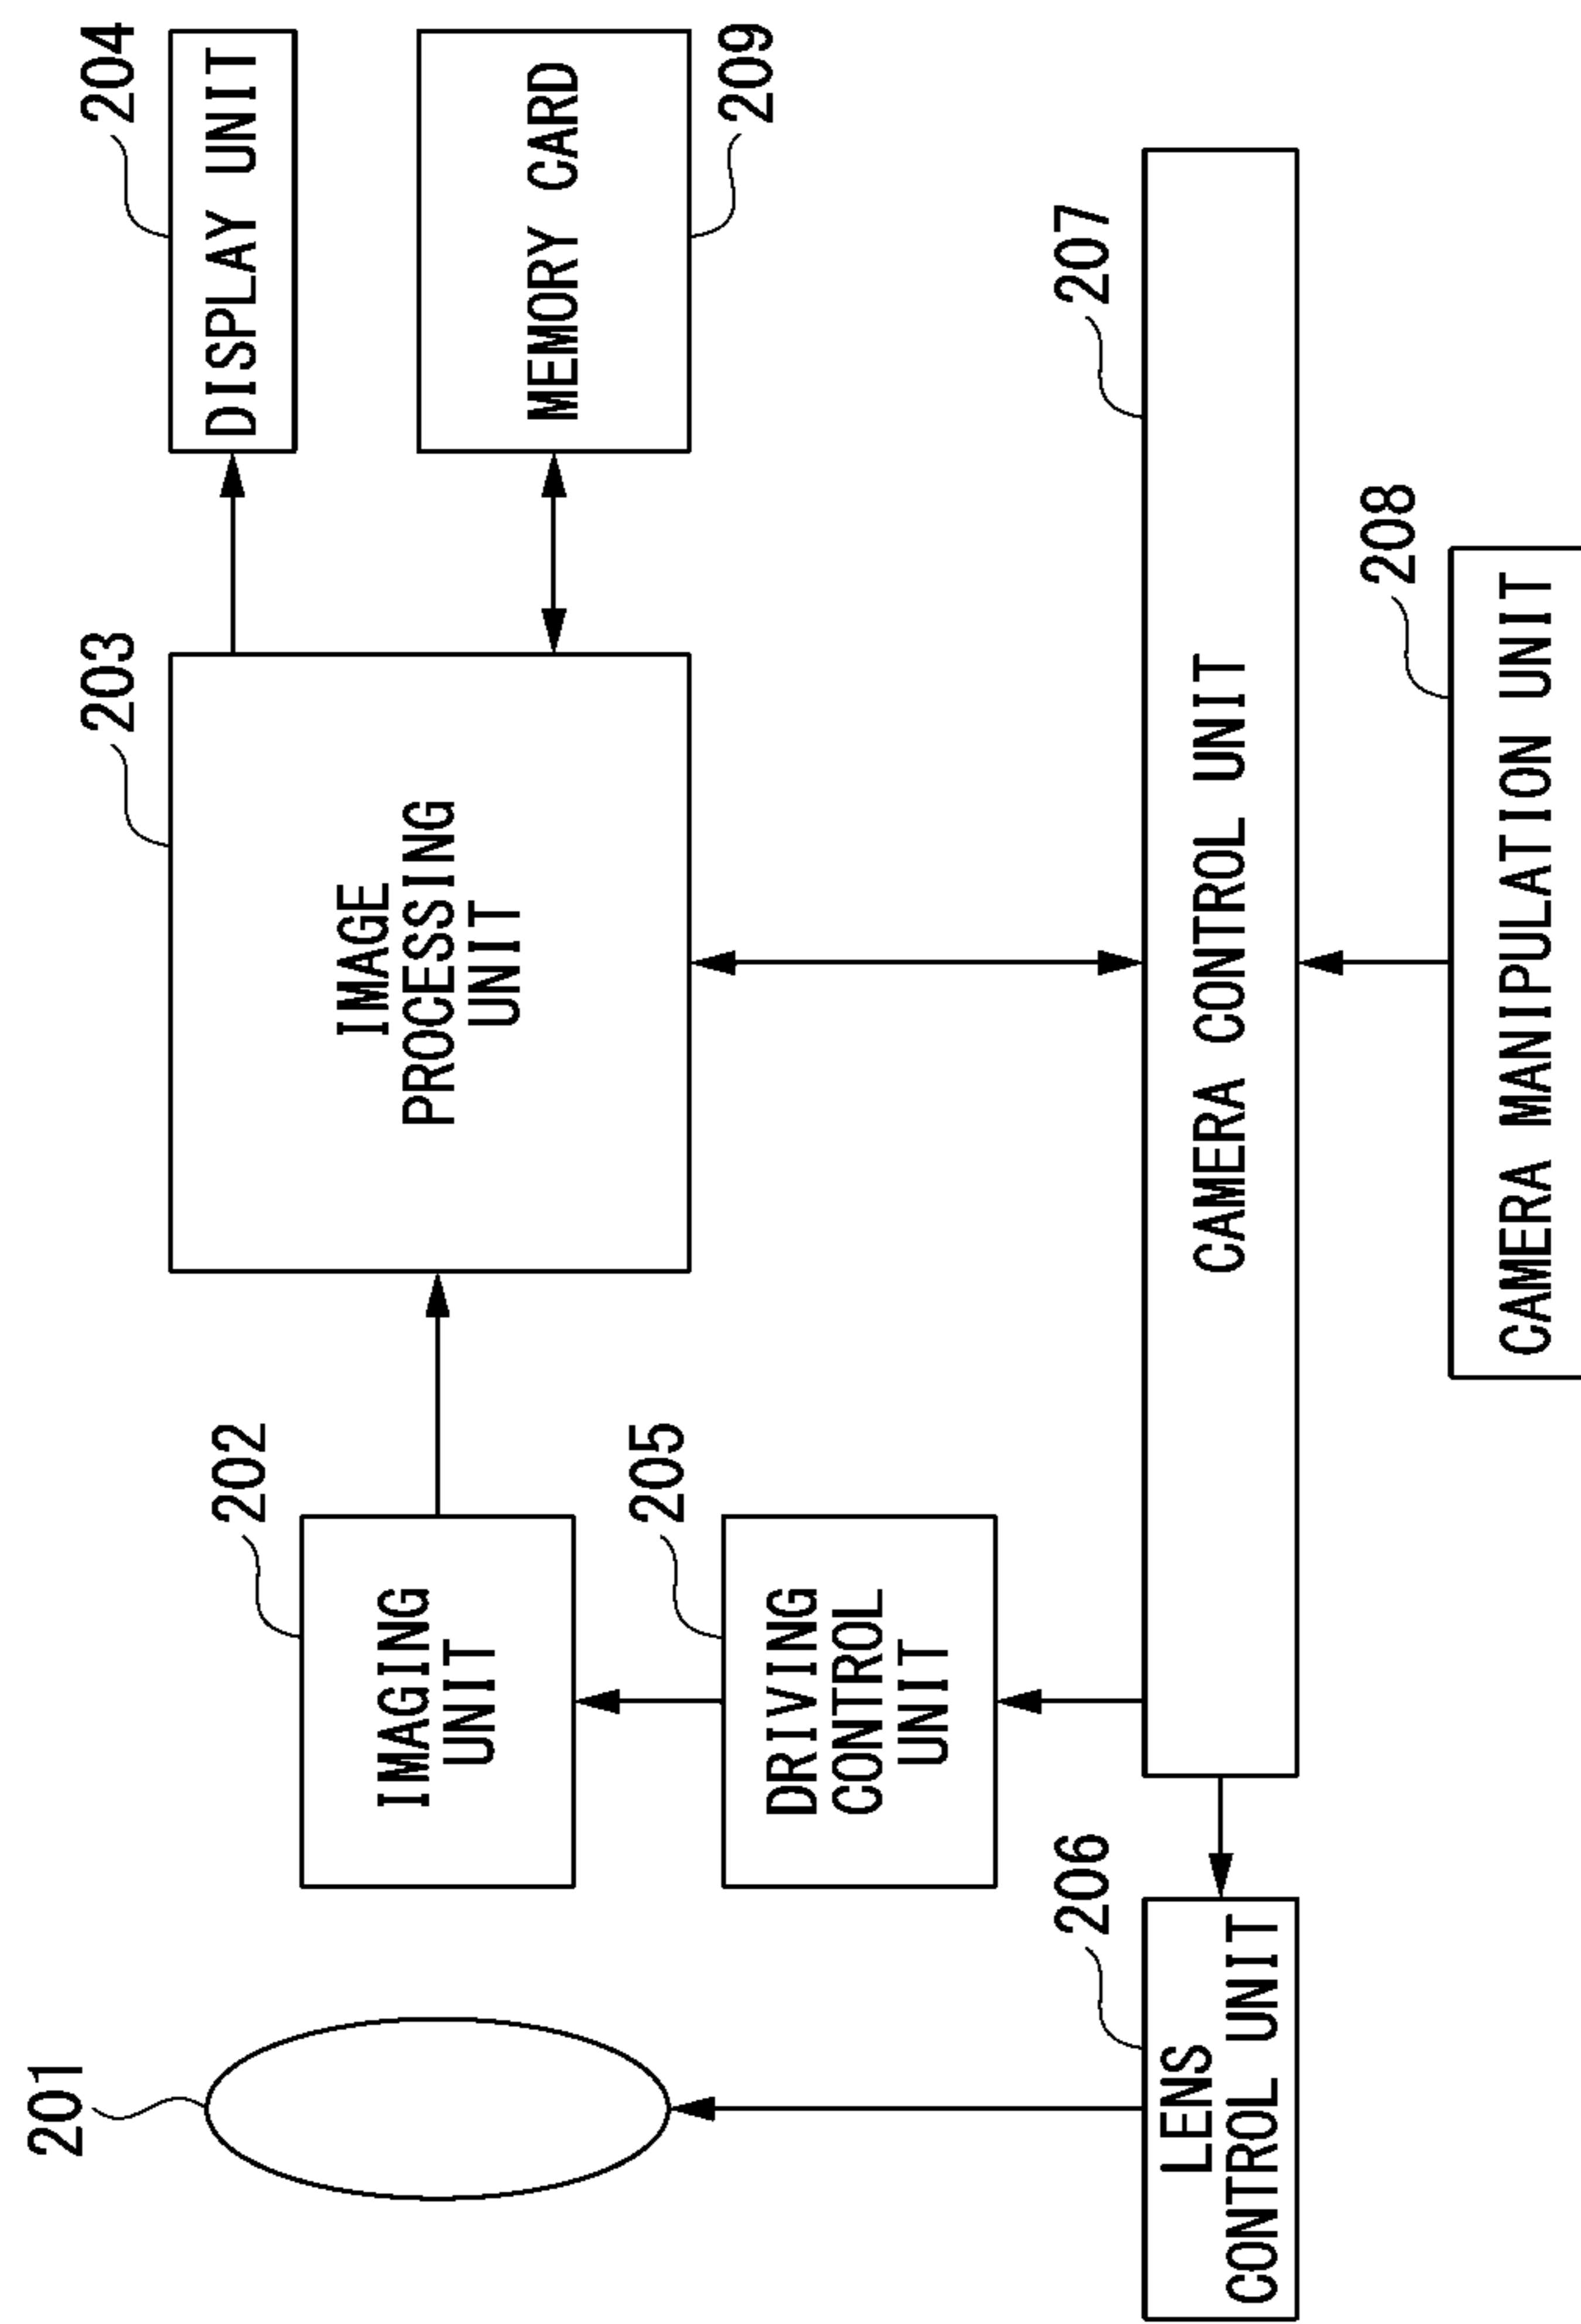 201
202
203
204
IMAGING
UNIT
IMAGE
PROCESSING
UNIT
DISPLAY UNIT
MEMORY CARD
209
205
DRIVING
CONTROL
UNIT
206
207
LENS
CONTROL UNIT
CAMERA CONTROL UNIT
208
CAMERA MANIPULATION UNIT